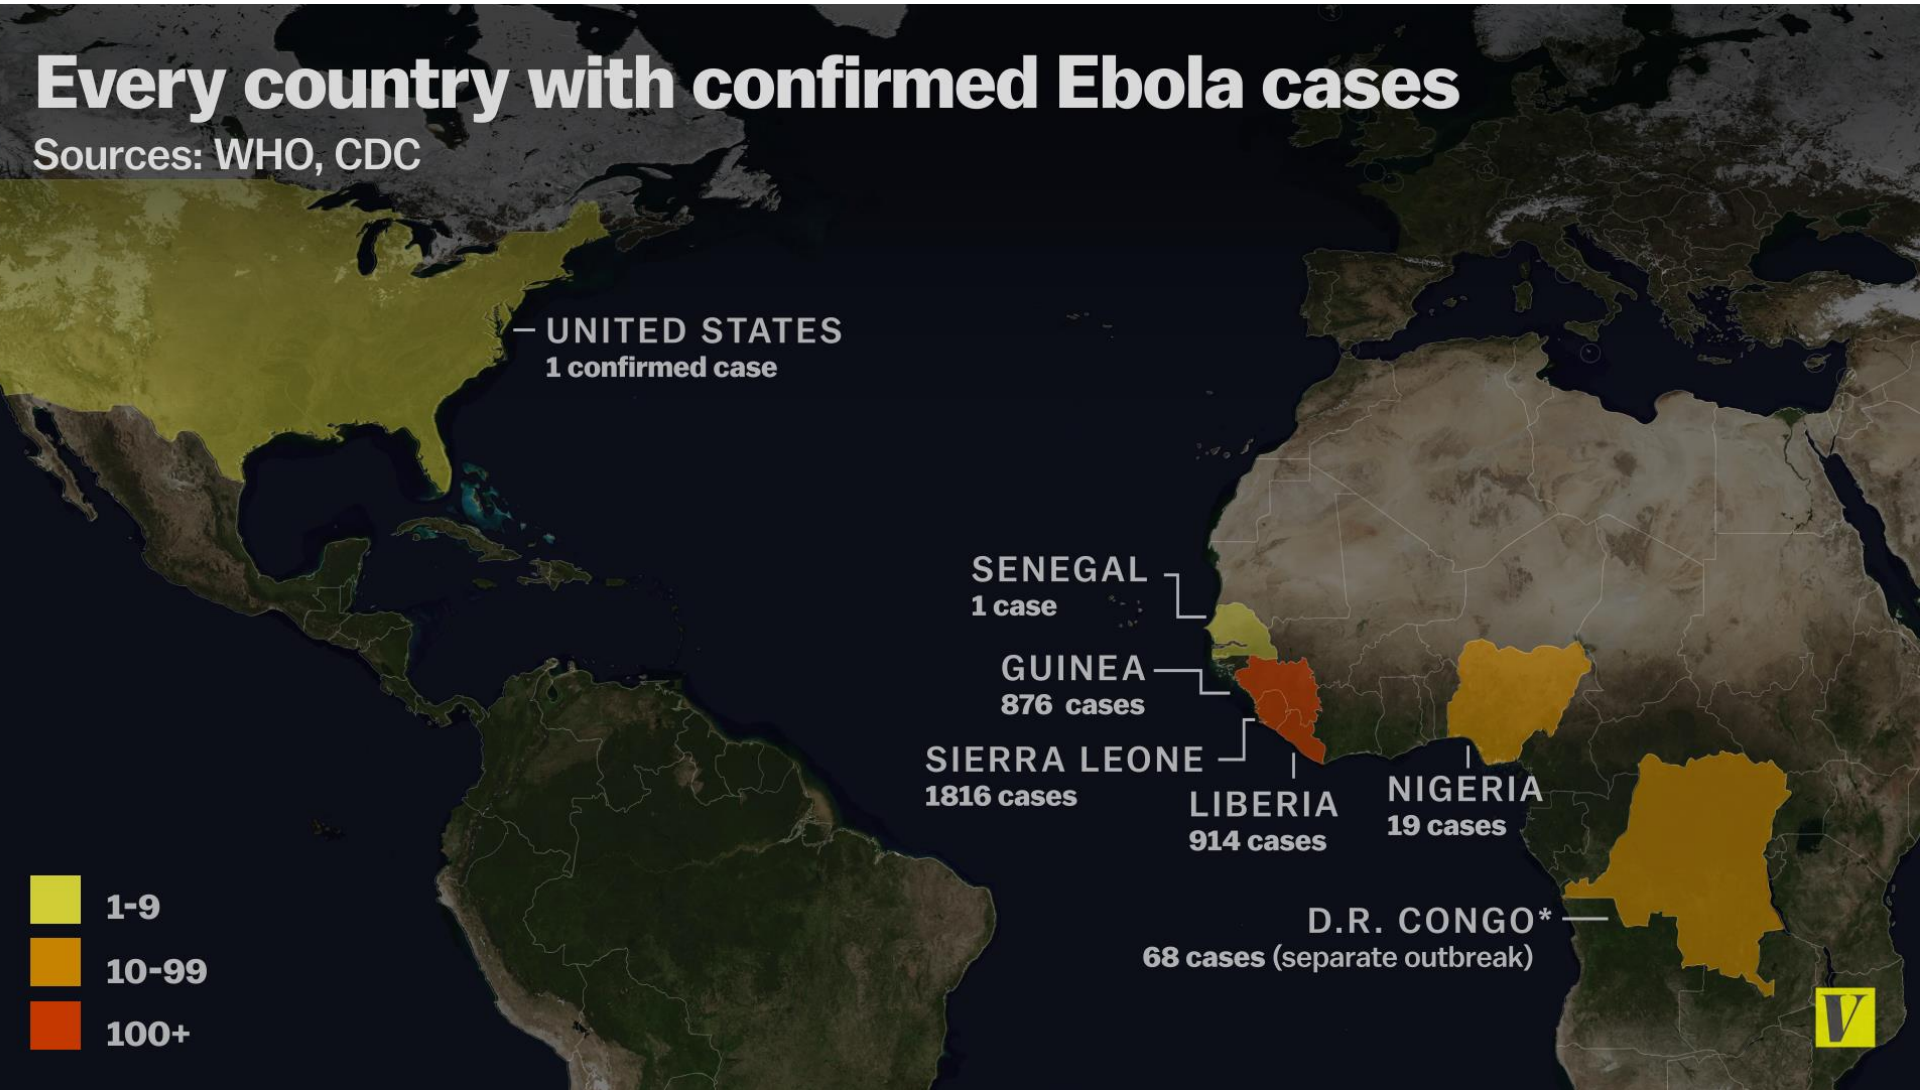 Every country with confirmed Ebola cases
Sources: WHO, CDC
UNITED STATES
1 confirmed case
SENEGAL
1 case
GUINEA
876 cases
SIERRA LEONE
1816 cases
LIBERIA
914 cases
NIGERIA
19 cases
D.R. CONGO*
68 cases (separate outbreak)
1-9
10-99
100+
V